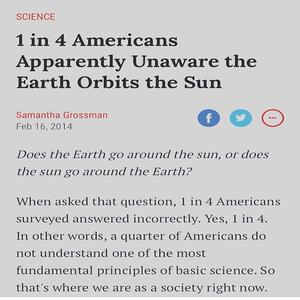 SCIENCE
1 in 4 Americans
Apparently Unaware the
Earth Orbits the Sun
Samantha Grossman
Feb 16, 2014
Does the Earth go around the sun, or does
the sun go around the Earth?
When asked that question, 1 in 4 Americans
surveyed answered incorrectly. Yes, 1 in 4.
In other words, a quarter of Americans do
not understand one of the most
fundamental principles of basic science. So
that's where we are as a society right now.